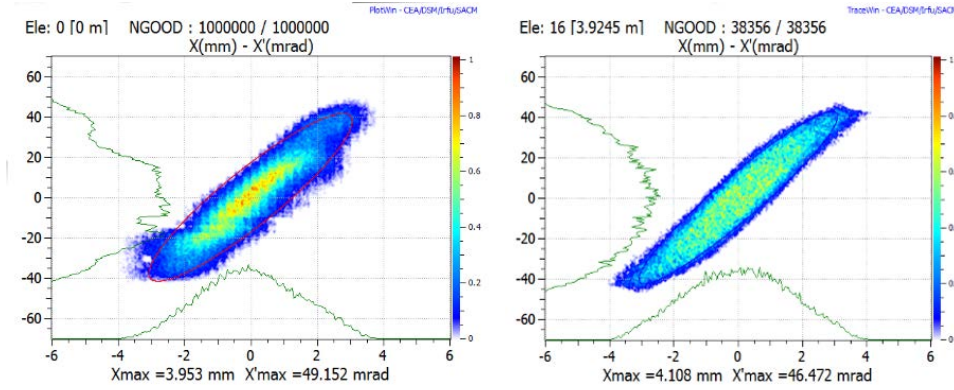 PlotWin - CEA/DSM/Irfu/SACM
Ele: 0 [0 m] NGOOD : 1000000 / 1000000
X(mm) - X'(mrad)
60
40
20
0
-20
-40
-60
-6 -4 -2 0 2 4 6
1
0.8
0.6
0.4
0.2
0
Xmax =3.953 mm X'max =49.152 mrad
TraceWin - CEA/DSM/Irfu/SACM
Ele: 16 [3.9245 m] NGOOD : 38356 / 38356
X(mm) - X'(mrad)
60
40
20
0
-20
-40
-60
-6 -4 -2 0 2 4 6
1
0.8
0.6
0.4
0.2
0
Xmax =4.108 mm X'max =46.472 mrad